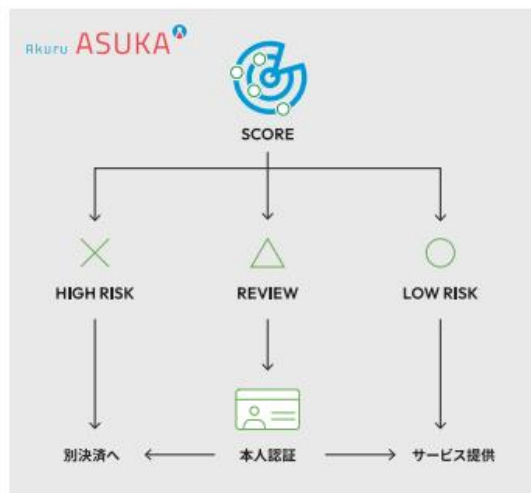 Akuru ASUKA
SCORE
HIGH RISK
REVIEW
LOW RISK
別決済へ
本人認証
サービス提供